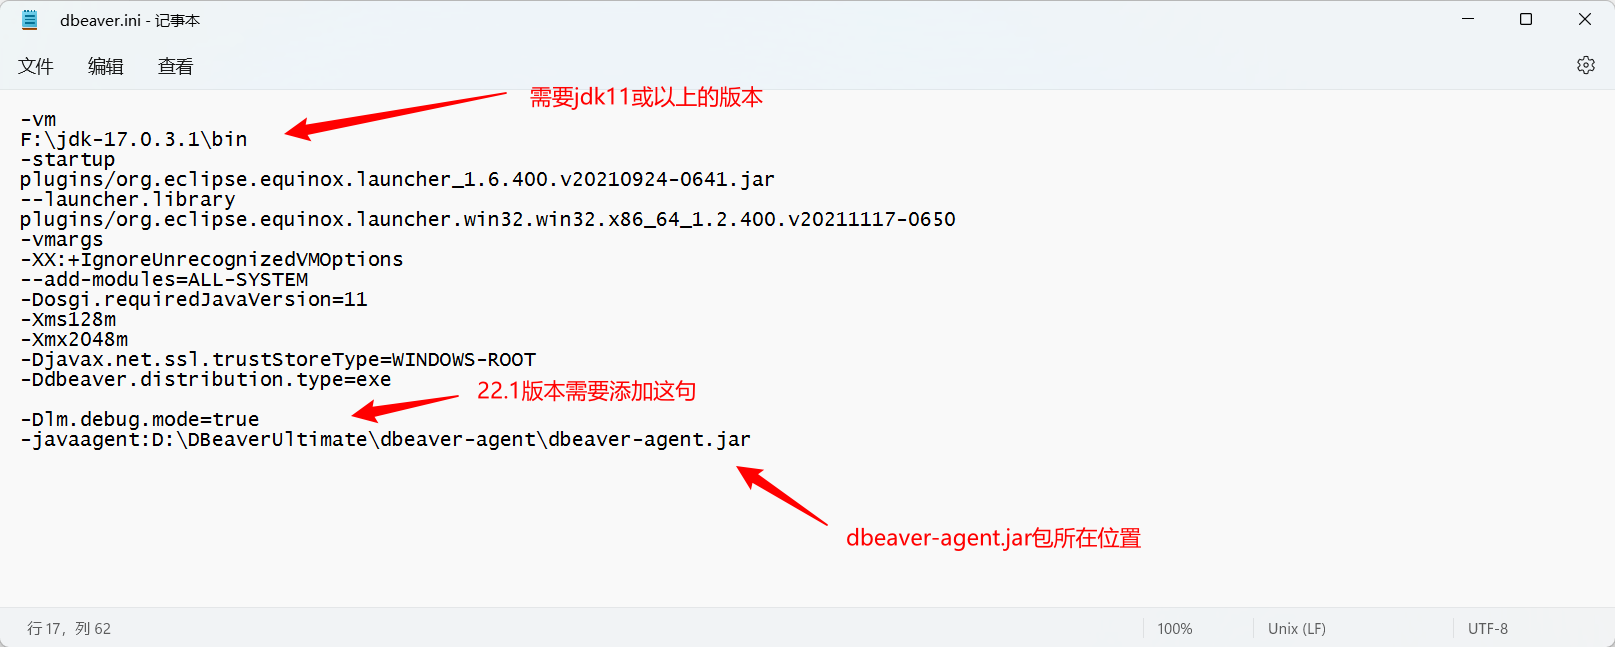 dbeaver.ini - 记事本
文件 编辑 查看
需要jdk11或以上的版本
-vm
F:\jdk-17.0.3.1\bin
-startup
plugins/org.eclipse.equinox.launcher_1.6.400.v20210924-0641.jar
--launcher.library
plugins/org.eclipse.equinox.launcher.win32.win32.x86_64_1.2.400.v20211117-0650
-vmargs
-XX:+IgnoreUnrecognizedVMOptions
--add-modules=ALL-SYSTEM
-Dosgi.requiredJavaVersion=11
-Xms128m
-Xmx2048m
-Djavax.net.ssl.trustStoreType=WINDOWS-ROOT
-Ddbeaver.distribution.type=exe
22.1版本需要添加这句
-Dlm.debug.mode=true
-javaagent:D:\DBeaverUltimate\dbeaver-agent\dbeaver-agent.jar
dbeaver-agent.jar包所在位置
行 17，列 62 100% Unix (LF) UTF-8